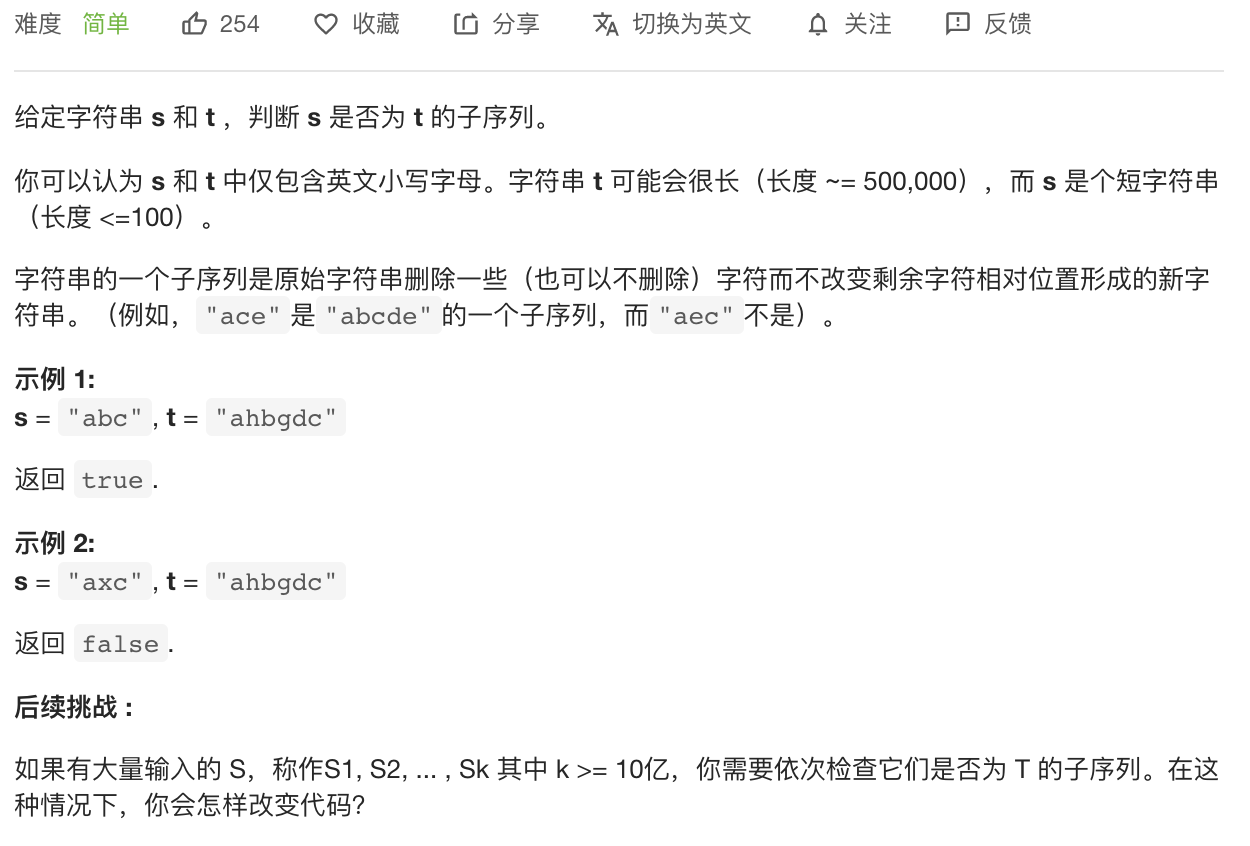 难度 简单 254 收藏 分享 切换为英文 关注 反馈
给定字符串 s 和 t ，判断 s 是否为 t 的子序列。
你可以认为 s 和 t 中仅包含英文小写字母。字符串 t 可能会很长（长度 ~= 500,000），而 s 是个短字符串
（长度 <=100）。
字符串的一个子序列是原始字符串删除一些（也可以不删除）字符而不改变剩余字符相对位置形成的新字
符串。（例如，"ace"是"abcde"的一个子序列，而"aec"不是）。
示例 1:
s = "abc", t = "ahbgdc"
返回 true.
示例 2:
s = "axc", t = "ahbgdc"
返回 false.
后续挑战 :
如果有大量输入的 S，称作S1, S2, ... , Sk 其中 k >= 10亿，你需要依次检查它们是否为 T 的子序列。在这
种情况下，你会怎样改变代码？